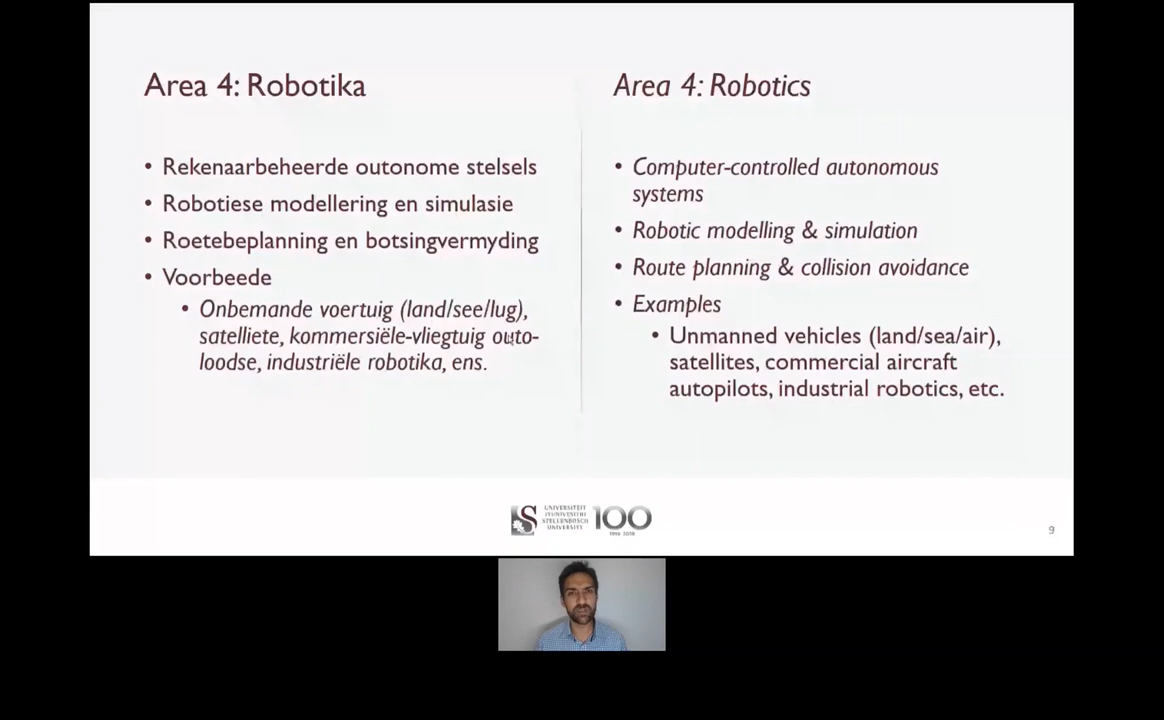 Area 4: Robotika
• Rekenaarbeheerde outonome stelsels
• Robotiese modellering en simulasie
• Roetebeplanning en botsingvermyding
• Voorbeede
• Onbemande voertuig (land/see/lug),
satelliete, kommersiële-vliegtuig outo-
loodse, industriële robotika, ens.
Area 4: Robotics
• Computer-controlled autonomous
systems
• Robotic modelling & simulation
• Route planning & collision avoidance
• Examples
• Unmanned vehicles (land/sea/air),
satellites, commercial aircraft
autopilots, industrial robotics, etc.
UNIVERSITEIT
STELLENBOSCH
UNIVERSITY
100
9